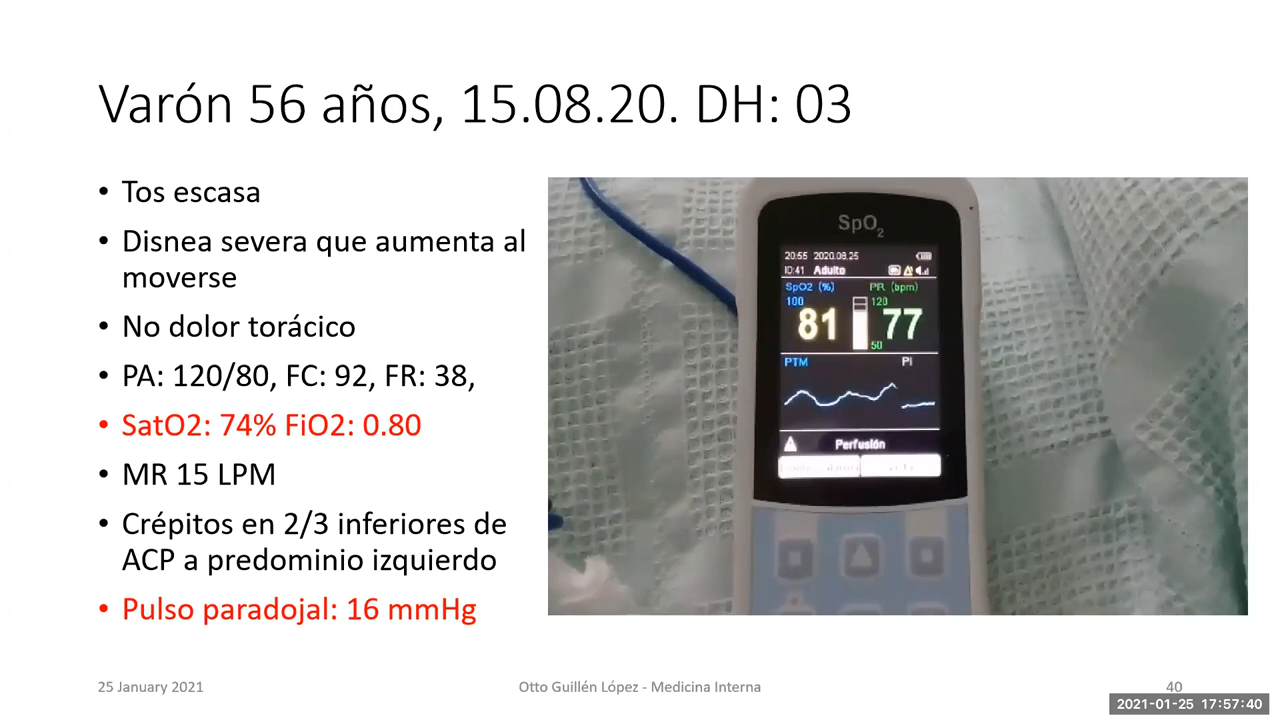 Varón 56 años, 15.08.20. DH: 03
• Tos escasa
• Disnea severa que aumenta al
moverse
• No dolor torácico
• PA: 120/80, FC: 92, FR: 38,
• SatO2: 74% FiO2: 0.80
• MR 15 LPM
• Crépitos en 2/3 inferiores de
ACP a predominio izquierdo
• Pulso paradojal: 16 mmHg
SpO2
20:55 2020.08.25
ID:41 Adulto
SpO2 (%) PR (bpm)
100 120
81 77
50
PTM PI
Perfusión
25 January 2021
Otto Guillén López - Medicina Interna
40
2021-01-25 17:57:40